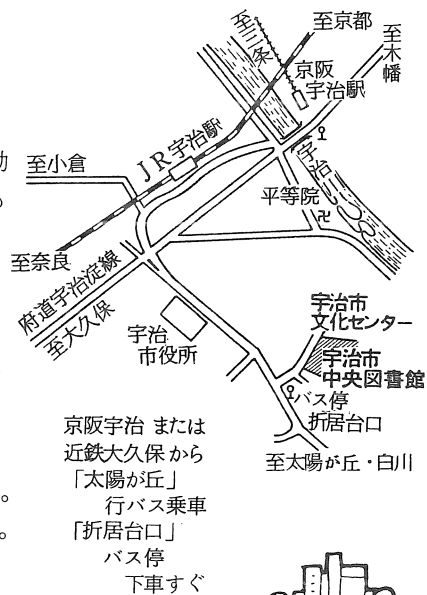 至京都
至三条
至木幡
京阪
宇治駅
JR宇治駅
宇治
至小倉
平等院
卍
至奈良
府道宇治淀線
至大久保
宇治市
文化センター
宇治
市役所
宇治市
中央図書館
バス停
折居台口
至太陽が丘・白川
京阪宇治 または
近鉄大久保から
「太陽が丘」
行バス乗車
「折居台口」
バス停
下車すぐ